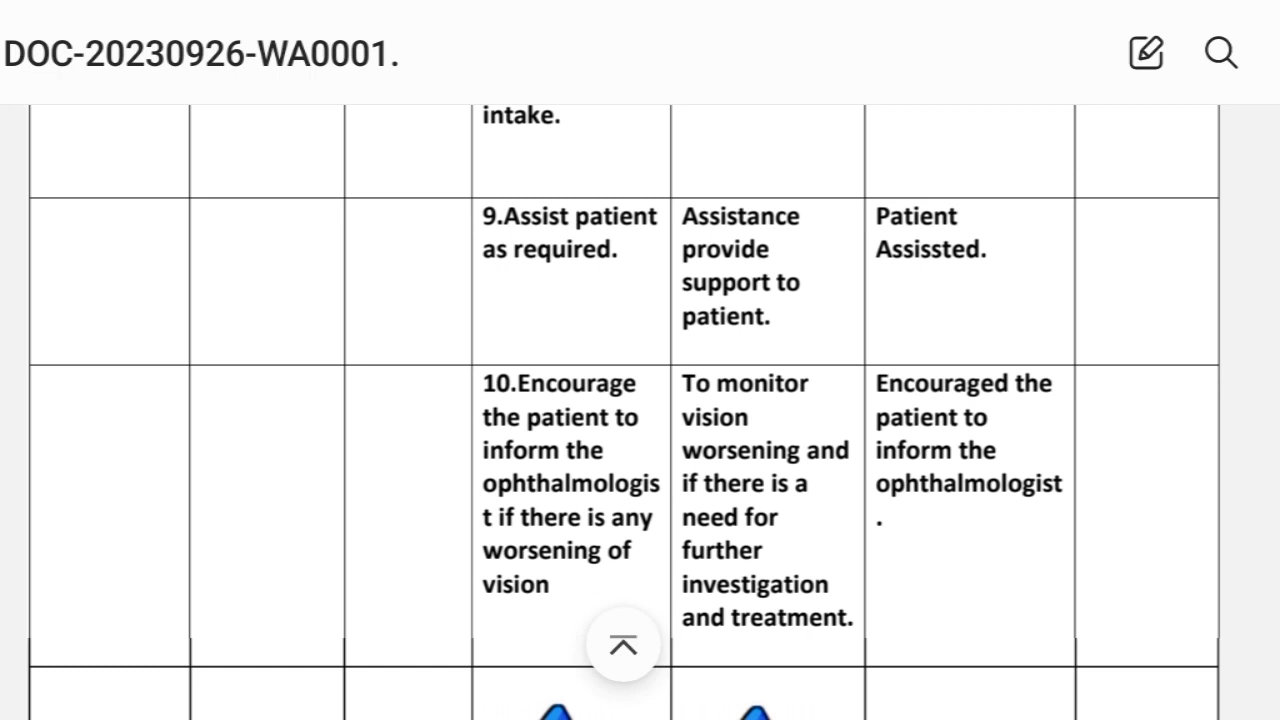 DOC-20230926-WA0001.
intake.
9.Assist patient
as required.
Assistance
provide
support to
patient.
Patient
Assissted.
10.Encourage
the patient to
inform the
ophthalmologis
t if there is any
worsening of
vision
To monitor
vision
worsening and
if there is a
need for
further
investigation
and treatment.
Encouraged the
patient to
inform the
ophthalmologist
.